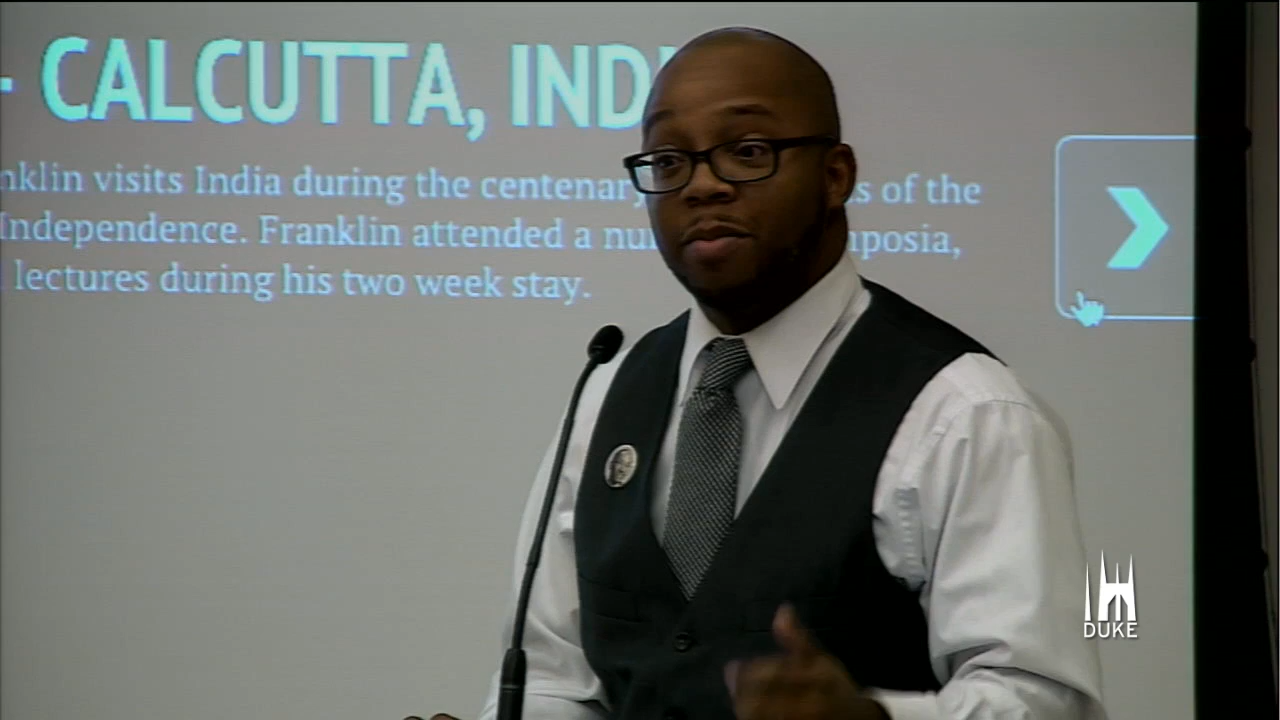 CALCUTTA, INDI
nklin visits India during the centenary s of the
Independence. Franklin attended a nu posia,
lectures during his two week stay.
DUKE